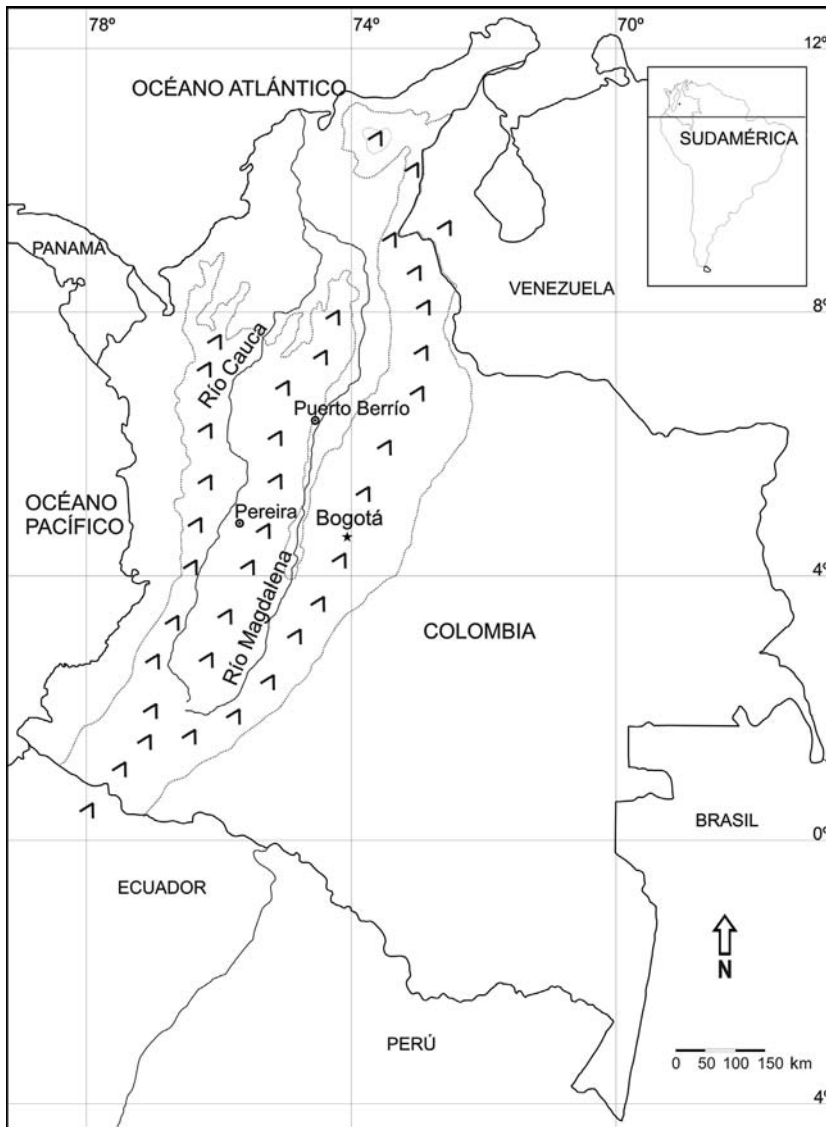 78º
74º
70º
12º
OCÉANO ATLÁNTICO
SUDAMÉRICA
PANAMÁ
VENEZUELA
8º
Río Cauca
Puerto Berrío
OCÉANO
PACÍFICO
Pereira
Bogotá
4º
Río Magdalena
COLOMBIA
BRASIL
0º
ECUADOR
N
PERÚ
0 50 100 150 km
4º